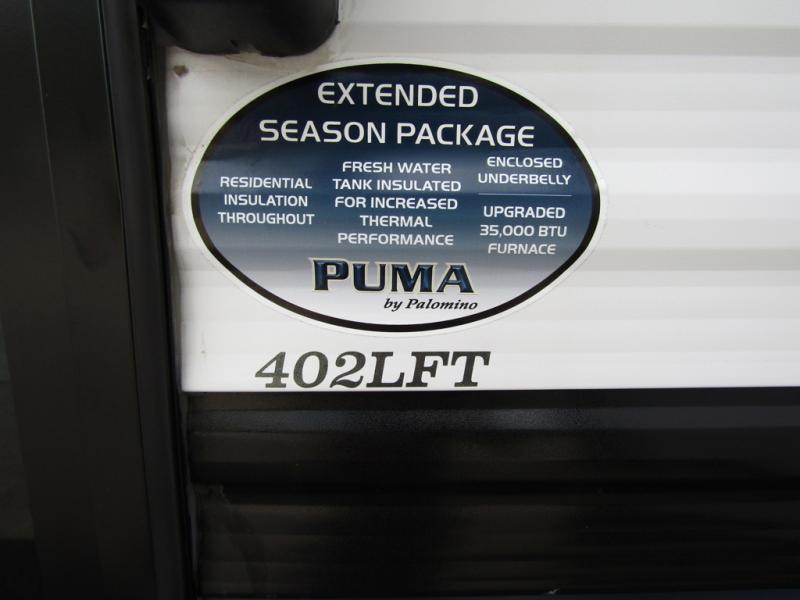 EXTENDED
SEASON PACKAGE
RESIDENTIAL
INSULATION
THROUGHOUT
FRESH WATER
TANK INSULATED
FOR INCREASED
THERMAL
PERFORMANCE
ENCLOSED
UNDERBELLY
UPGRADED
35,000 BTU
FURNACE
PUMA
by Palomino
402LFT